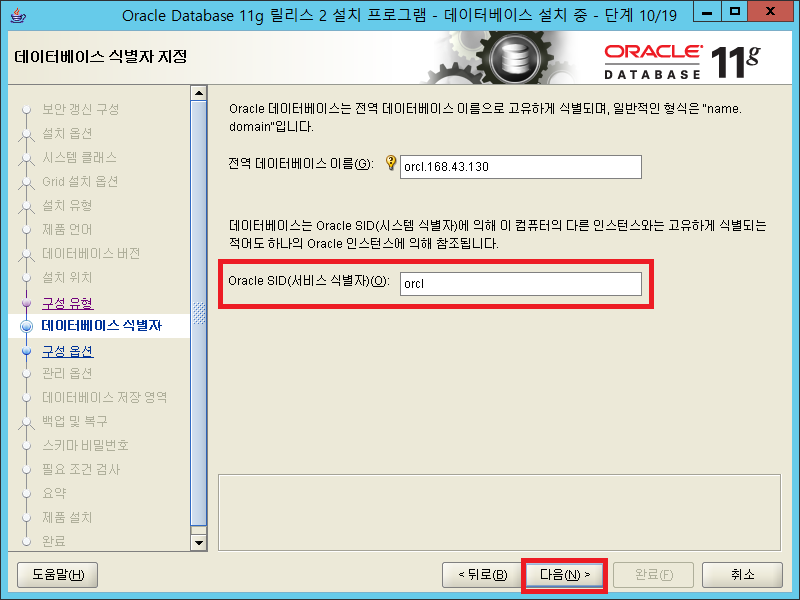 Oracle Database 11g 릴리스 2 설치 프로그램 - 데이터베이스 설치 중 - 단계 10/19
데이터베이스 식별자 지정
ORACLE
DATABASE 11g
보안 갱신 구성
설치 옵션
시스템 클래스
Grid 설치 옵션
설치 유형
제품 언어
데이터베이스 버전
설치 위치
구성 유형
데이터베이스 식별자
구성 옵션
관리 옵션
데이터베이스 저장 영역
백업 및 복구
스키마 비밀번호
필요 조건 검사
요약
제품 설치
완료
Oracle 데이터베이스는 전역 데이터베이스 이름으로 고유하게 식별되며, 일반적인 형식은 "name.
domain"입니다.
전역 데이터베이스 이름(G): orcl.168.43.130
데이터베이스는 Oracle SID(시스템 식별자)에 의해 이 컴퓨터의 다른 인스턴스와는 고유하게 식별되는
적어도 하나의 Oracle 인스턴스에 의해 참조됩니다.
Oracle SID(서비스 식별자)(O): orcl
도움말(H) < 뒤로(B) 다음(N) > 완료(F) 취소